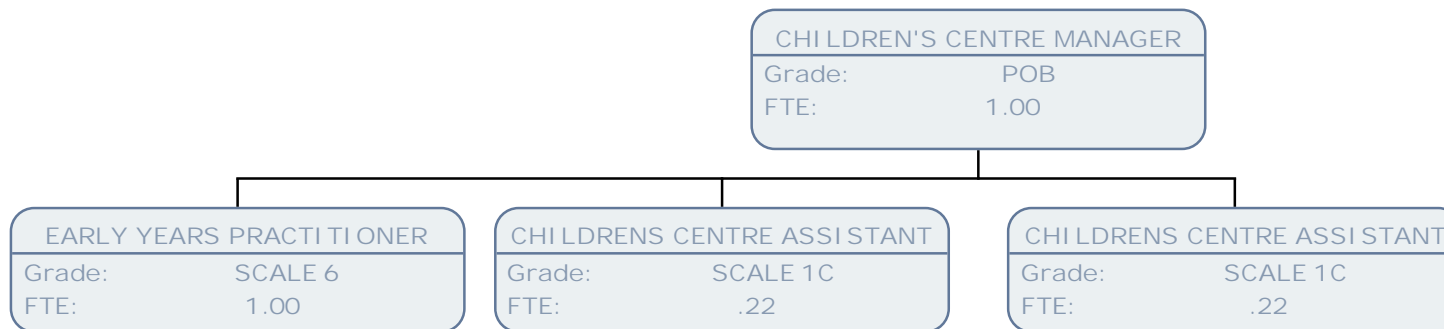 CHILDREN'S CENTRE MANAGER
Grade: POB
FTE: 1.00
EARLY YEARS PRACTITIONER
Grade: SCALE 6
FTE: 1.00
CHILDRENS CENTRE ASSISTANT
Grade: SCALE 1C
FTE: .22
CHILDRENS CENTRE ASSISTANT
Grade: SCALE 1C
FTE: .22